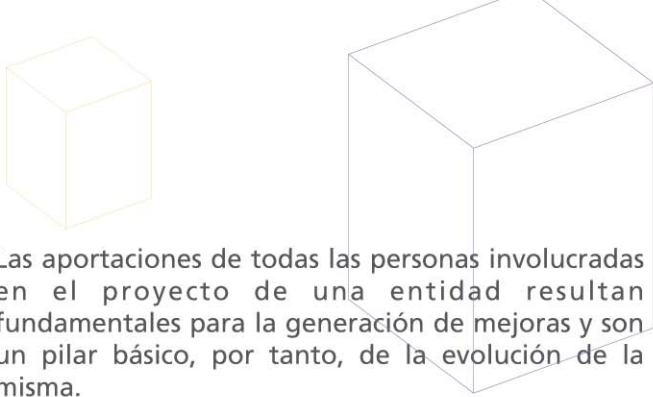 Las aportaciones de todas las personas involucradas
en el proyecto de una entidad resultan
fundamentales para la generación de mejoras y son
un pilar básico, por tanto, de la evolución de la
misma.